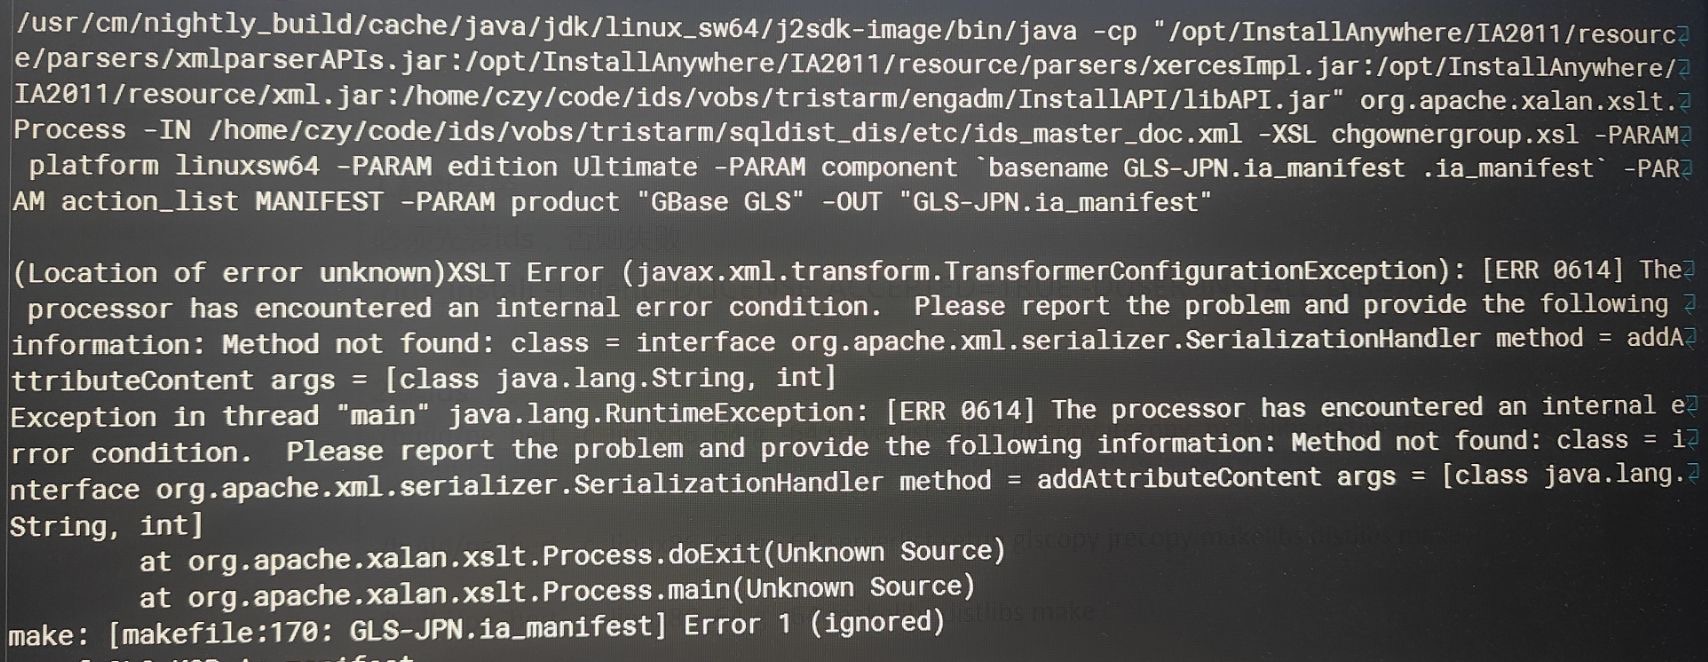 /usr/cm/nightly_build/cache/java/jdk/linux_sw64/j2sdk-image/bin/java -cp "/opt/InstallAnywhere/IA2011/resourc
e/parsers/xmlparserAPIs.jar:/opt/InstallAnywhere/IA2011/resource/parsers/xercesImpl.jar:/opt/InstallAnywhere/
IA2011/resource/xml.jar:/home/czy/code/ids/vobs/tristarm/engadm/InstallAPI/libAPI.jar" org.apache.xalan.xslt.
Process -IN /home/czy/code/ids/vobs/tristarm/sqldist_dis/etc/ids_master_doc.xml -XSL chgownergroup.xsl -PARAM
 platform linuxsw64 -PARAM edition Ultimate -PARAM component `basename GLS-JPN.ia_manifest .ia_manifest` -PAR
AM action_list MANIFEST -PARAM product "GBase GLS" -OUT "GLS-JPN.ia_manifest"
(Location of error unknown)XSLT Error (javax.xml.transform.TransformerConfigurationException): [ERR 0614] The
 processor has encountered an internal error condition.  Please report the problem and provide the following
information: Method not found: class = interface org.apache.xml.serializer.SerializationHandler method = addA
ttributeContent args = [class java.lang.String, int]
Exception in thread "main" java.lang.RuntimeException: [ERR 0614] The processor has encountered an internal e
rror condition.  Please report the problem and provide the following information: Method not found: class = i
nterface org.apache.xml.serializer.SerializationHandler method = addAttributeContent args = [class java.lang.
String, int]
        at org.apache.xalan.xslt.Process.doExit(Unknown Source)
        at org.apache.xalan.xslt.Process.main(Unknown Source)
make: [makefile:170: GLS-JPN.ia_manifest] Error 1 (ignored)